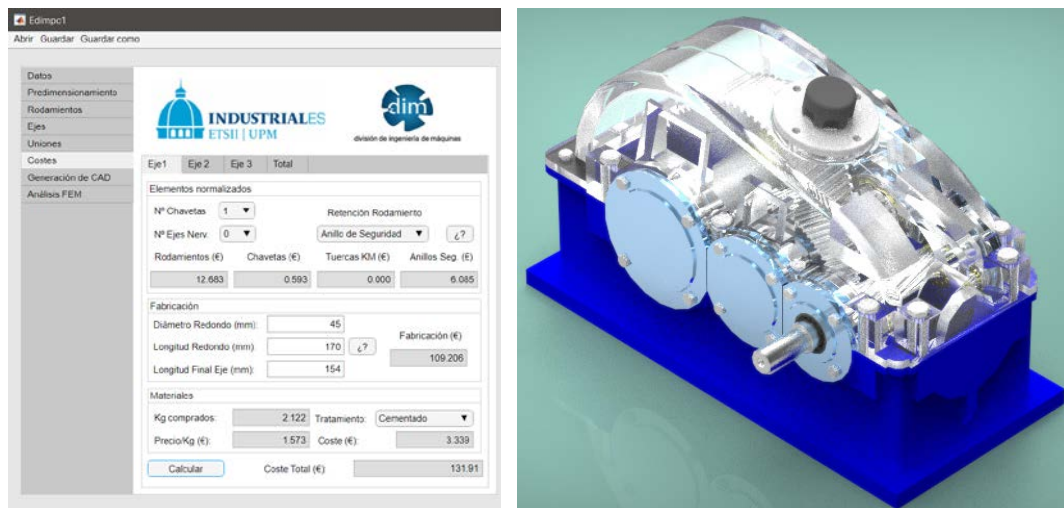 Edimpc1
Abrir Guardar Guardar como
Datos
Predimensionamiento
Rodamientos
Ejes
Uniones
Costes
Generación de CAD
Análisis FEM
INDUSTRIALES
ETSII | UPM
dim
división de ingeniería de máquinas
Eje1 Eje 2 Eje 3 Total
Elementos normalizados
Nº Chavetas 1 Retención Rodamiento
Nº Ejes Nerv. 0 Anillo de Seguridad ¿?
Rodamientos (€) Chavetas (€) Tuercas KM (€) Anillos Seg. (£)
12.683 0.593 0.000 6.085
Fabricación
Diámetro Redondo (mm): 45
Fabricación (€)
Longitud Redondo (mm) 170 ¿?
109.206
Longitud Final Eje (mm): 154
Materiales
Kg comprados: 2.122 Tratamiento: Cementado
Precio/Kg (€): 1.573 Coste (€): 3.339
Calcular Coste Total (€) 131.91